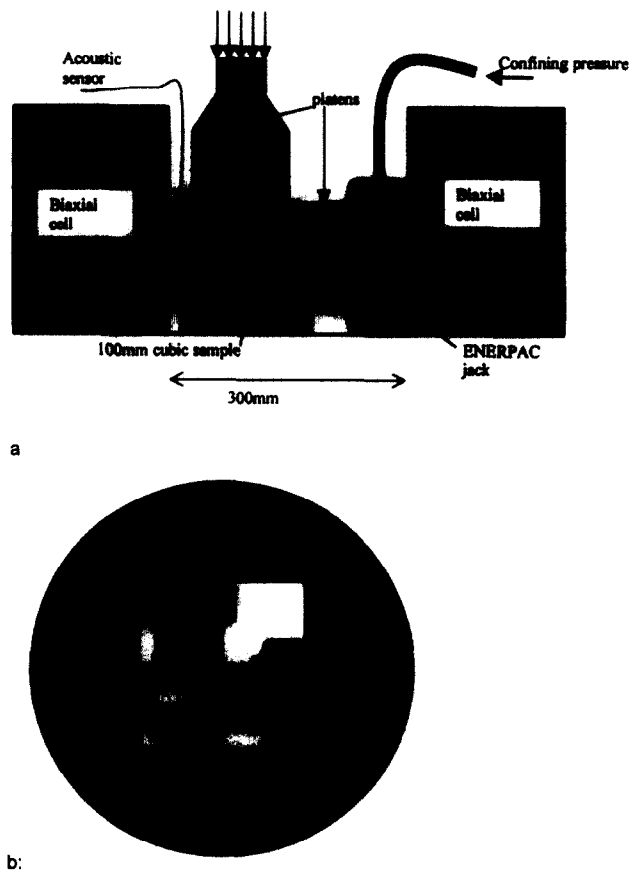 Acoustic
sensor
platens
Confining pressure
Biaxial
cell
Biaxial
cell
100mm cubic sample
ENERPAC
jack
300mm
a
b: